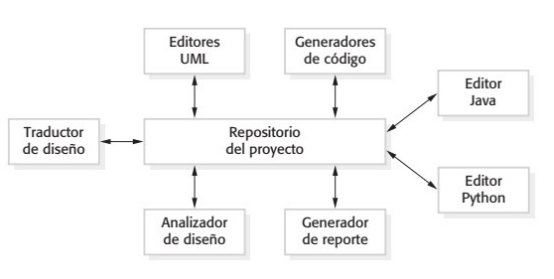 Editores
UML
Generadores
de código
Editor
Java
Traductor
de diseño
Repositorio
del proyecto
Editor
Python
Analizador
de diseño
Generador
de reporte